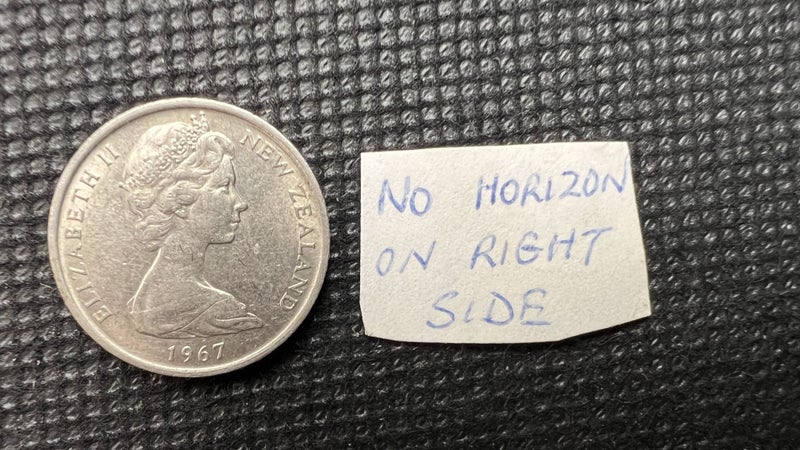 ELIZABETH II
NEW ZEALAND
1967
NO HORIZON
ON RIGHT
SIDE